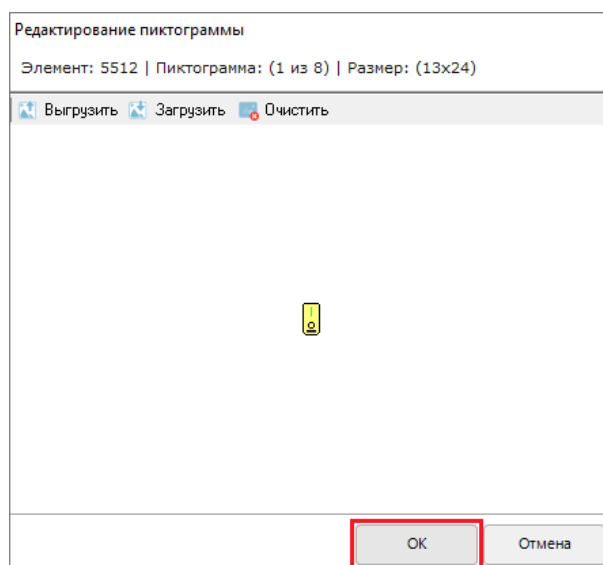 Редактирование пиктограммы
Элемент: 5512 | Пиктограмма: (1 из 8) | Размер: (13x24)
Выгрузить Загрузить Очистить
OK Отмена